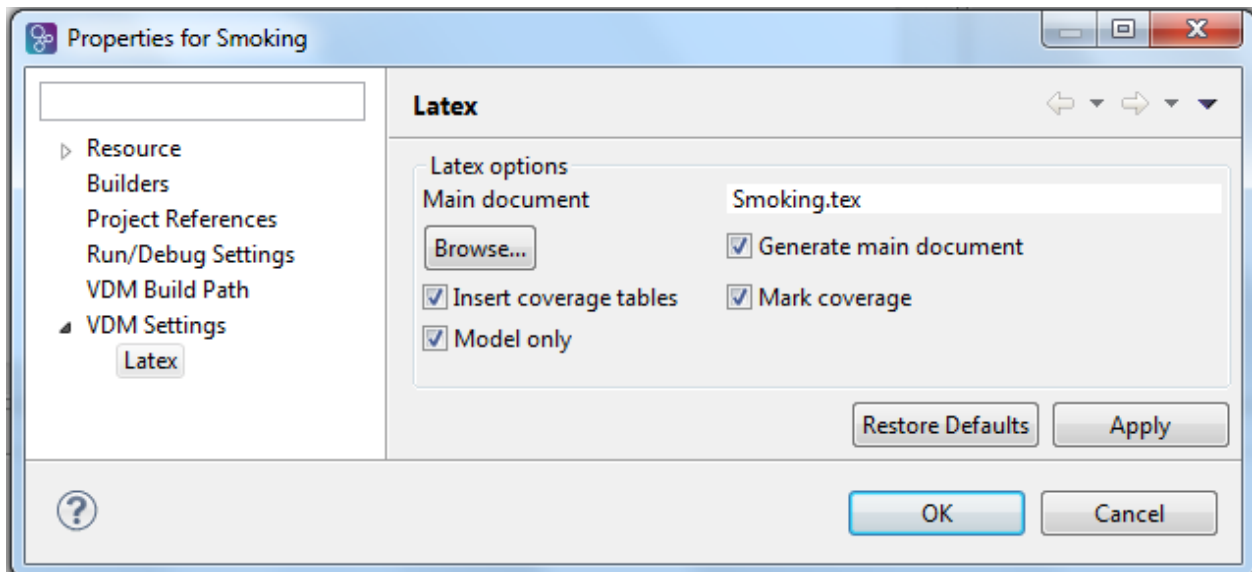 Properties for Smoking
Resource
Builders
Project References
Run/Debug Settings
VDM Build Path
VDM Settings
Latex
Latex
Latex options
Main document Smoking.tex
Browse... Generate main document
Insert coverage tables Mark coverage
Model only
Restore Defaults Apply
OK Cancel